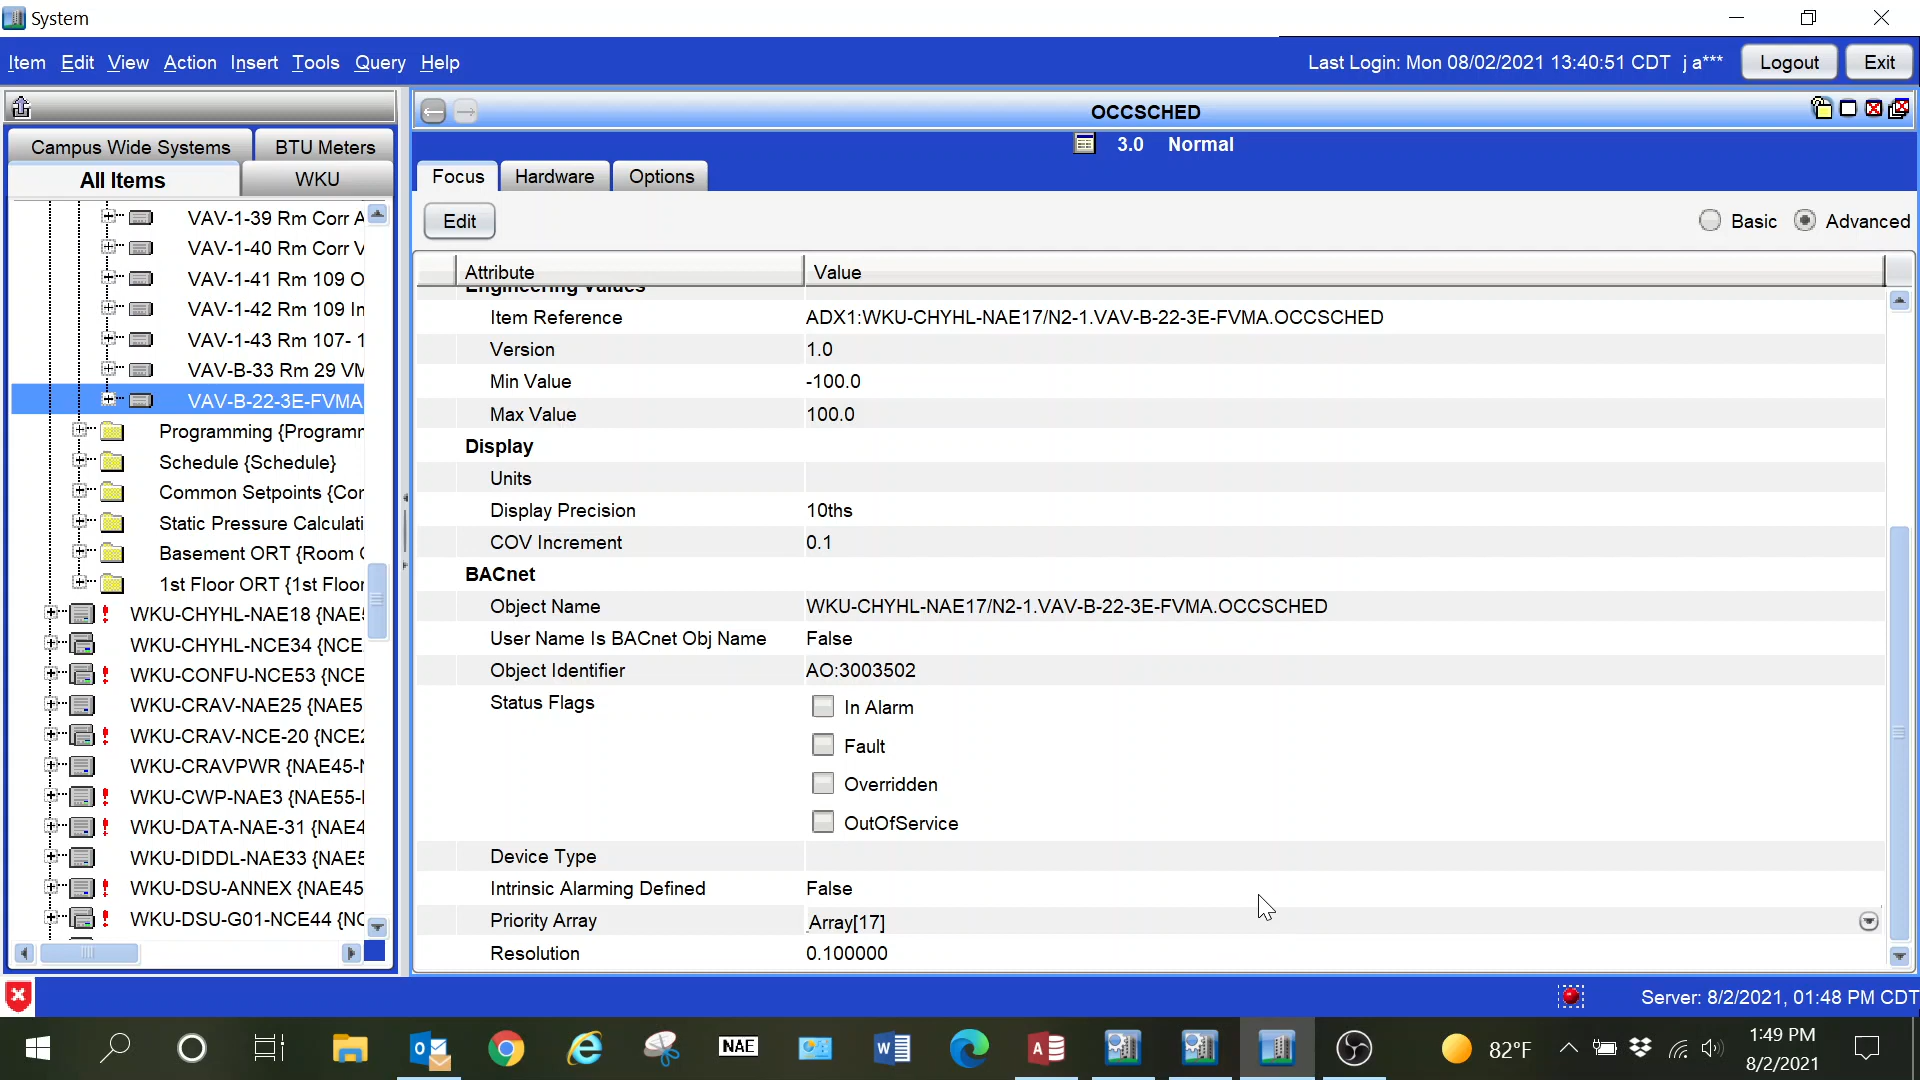 System
Item Edit View Action Insert Tools Query Help
Last Login: Mon 08/02/2021 13:40:51 CDT j a***
Logout
Exit
Campus Wide Systems
BTU Meters
All Items
WKU
VAV-1-39 Rm Corr A
VAV-1-40 Rm Corr V
VAV-1-41 Rm 109 O
VAV-1-42 Rm 109 In
VAV-1-43 Rm 107- 1
VAV-B-33 Rm 29 VM
VAV-B-22-3E-FVMA
Programming {Programm
Schedule {Schedule}
Common Setpoints {Cor
Static Pressure Calculati
Basement ORT {Room
1st Floor ORT {1st Floor
WKU-CHYHL-NAE18 {NAE5
WKU-CHYHL-NCE34 {NCE
WKU-CONFU-NCE53 {NCE
WKU-CRAV-NAE25 {NAE5
WKU-CRAV-NCE-20 {NCE2
WKU-CRAVPWR {NAE45-N
WKU-CWP-NAE3 {NAE55-
WKU-DATA-NAE-31 {NAE4
WKU-DIDDL-NAE33 {NAE5
WKU-DSU-ANNEX {NAE45
WKU-DSU-G01-NCE44 {NC
OCCSCHED
3.0 Normal
Focus
Hardware
Options
Edit
Basic
Advanced
Attribute Value
Engineering Values
Item Reference ADX1:WKU-CHYHL-NAE17/N2-1.VAV-B-22-3E-FVMA.OCCSCHED
Version 1.0
Min Value -100.0
Max Value 100.0
Display
Units
Display Precision 10ths
COV Increment 0.1
BACnet
Object Name WKU-CHYHL-NAE17/N2-1.VAV-B-22-3E-FVMA.OCCSCHED
User Name Is BACnet Obj Name False
Object Identifier AO:3003502
Status Flags In Alarm
Fault
Overridden
OutOfService
Device Type
Intrinsic Alarming Defined False
Priority Array Array[17]
Resolution 0.100000
Server: 8/2/2021, 01:48 PM CDT
NAE
82°F
1:49 PM
8/2/2021